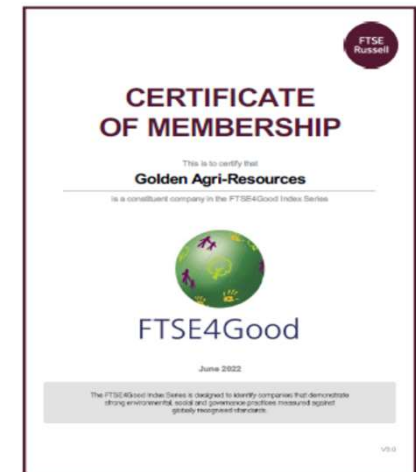 FTSE
Russell
CERTIFICATE
OF MEMBERSHIP
This is to certify that
Golden Agri-Resources
is a constituent company in the FTSE4Good Index Series
FTSE4Good
June 2022
The FTSE4Good Index Series is designed to identify companies that demonstrate
strong environmental, social and governance practices measured against
globally recognised standards.
V5.0